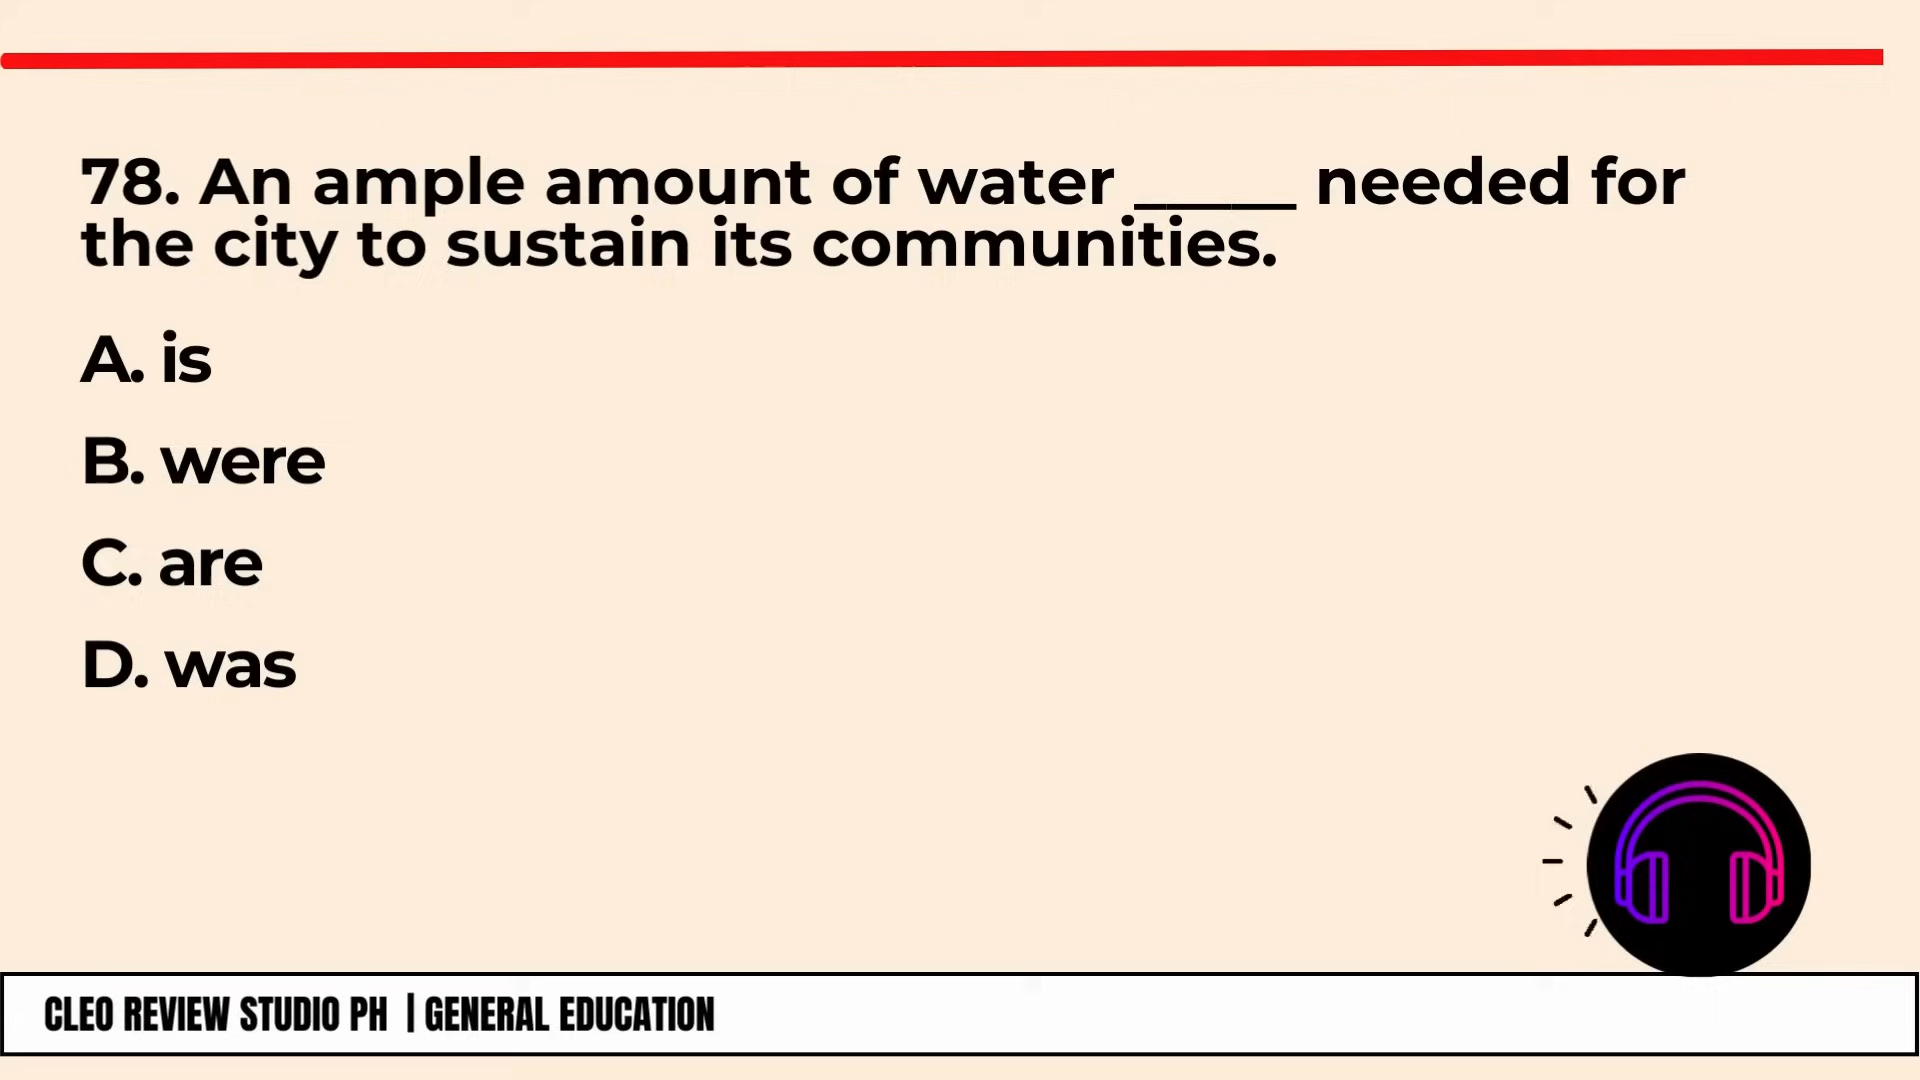 78. An ample amount of water _____ needed for
the city to sustain its communities.
A. is
B. were
C. are
D. was
CLEO REVIEW STUDIO PH | GENERAL EDUCATION